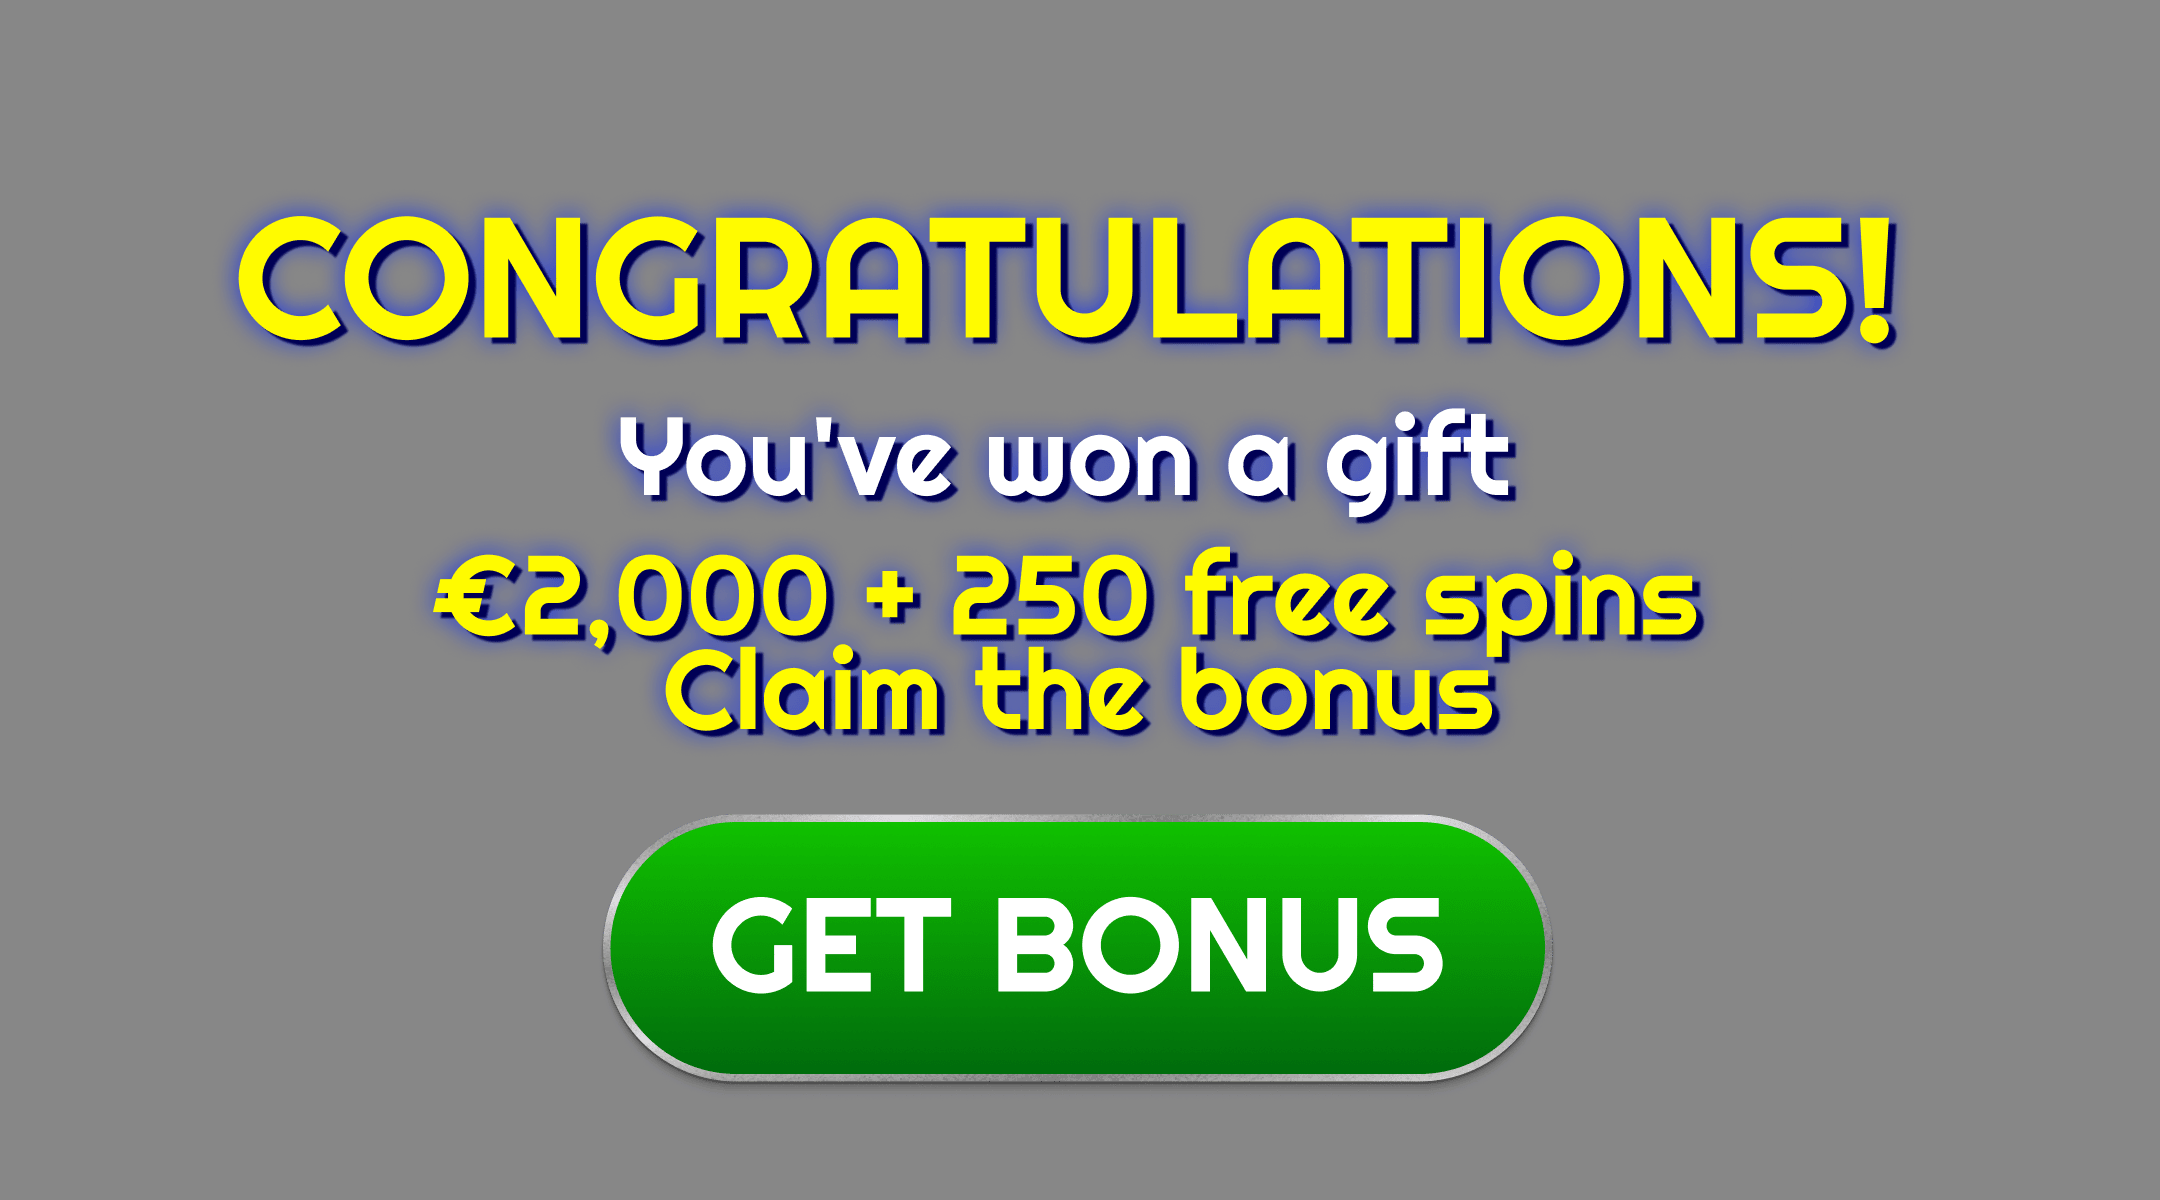 CONGRATULATIONS!
You've won a gift
€2,000 + 250 free spins
Claim the bonus
GET BONUS